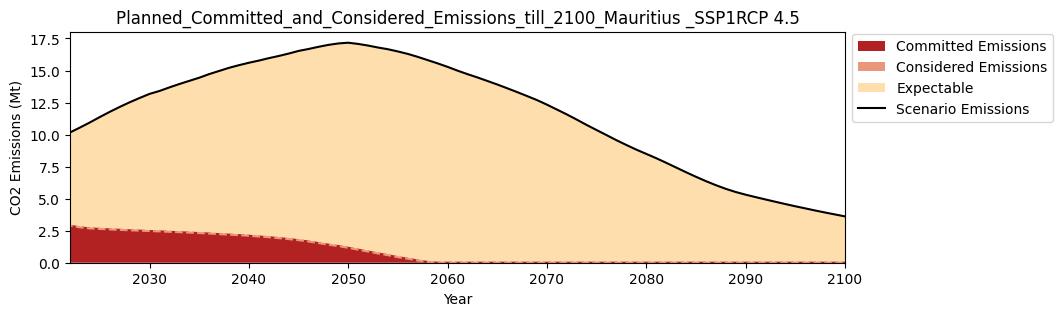 Planned_Committed_and_Considered_Emissions_till_2100_Mauritius _SSP1RCP 4.5
17.5
15.0
12.5
10.0
7.5
5.0
2.5
0.0
CO2 Emissions (Mt)
2030
2040
2050
2060
2070
2080
2090
2100
Year
Committed Emissions
Considered Emissions
Expectable
Scenario Emissions